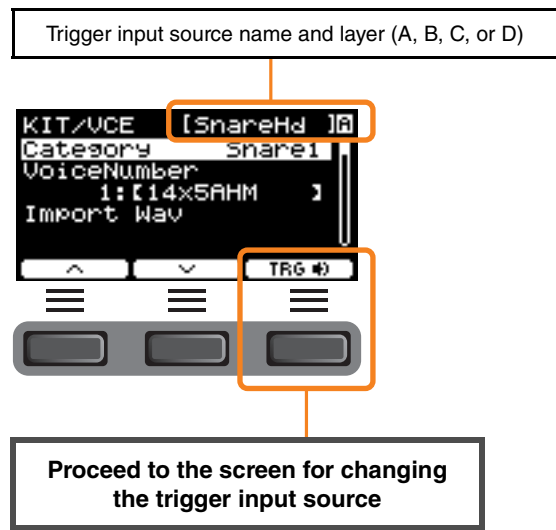 Trigger input source name and layer (A, B, C, or D)
KIT/VCE [SnareHd ]A
Category Snare1
VoiceNumber
1:[14x5AHM ]
Import Wav
TRG
Proceed to the screen for changing
the trigger input source